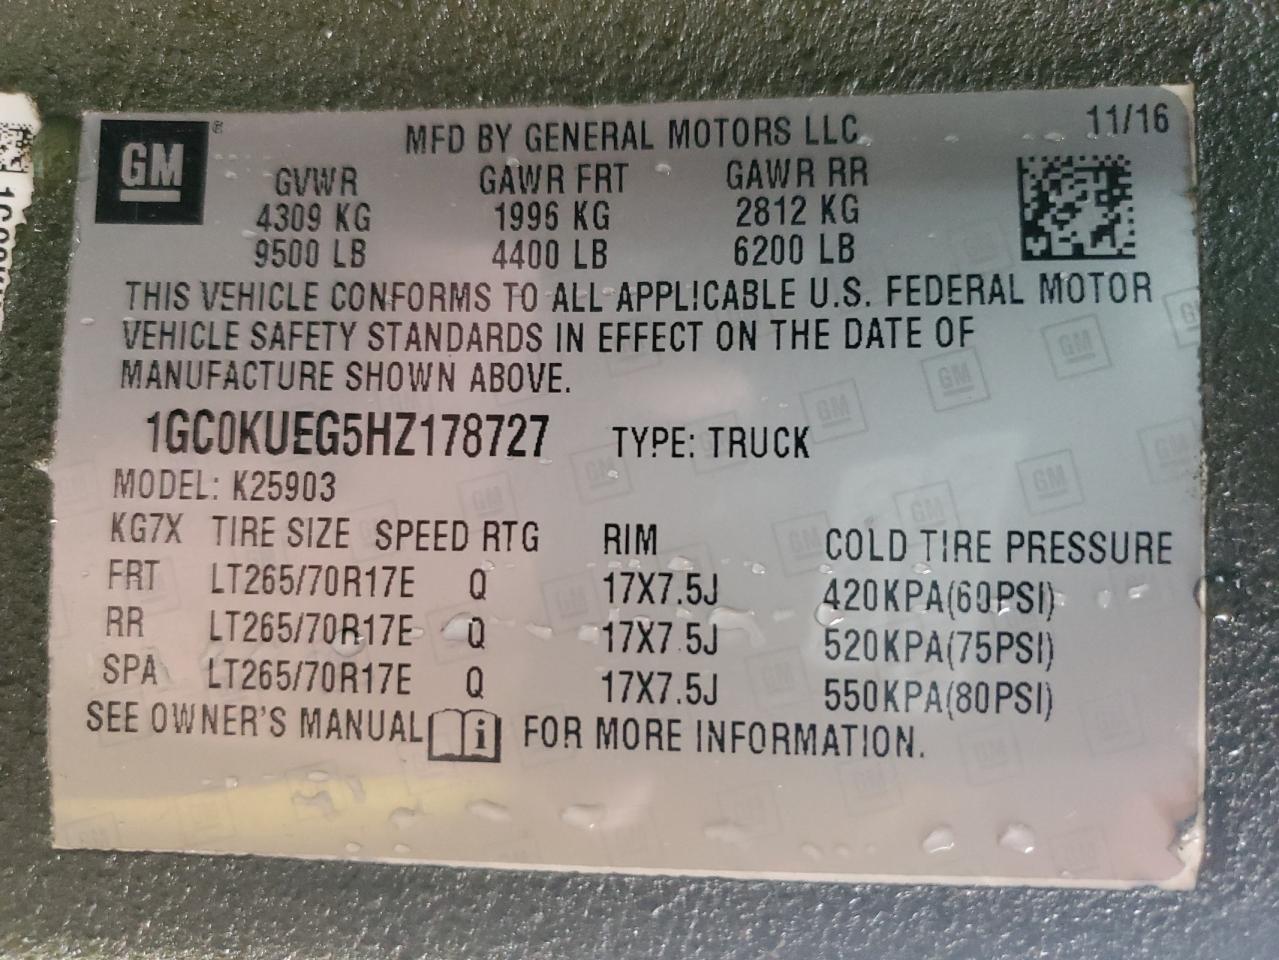 GM
MFD BY GENERAL MOTORS LLC
11/16
GVWR GAWR FRT GAWR RR
4309 KG 1996 KG 2812 KG
9500 LB 4400 LB 6200 LB
THIS VEHICLE CONFORMS TO ALL APPLICABLE U.S. FEDERAL MOTOR
VEHICLE SAFETY STANDARDS IN EFFECT ON THE DATE OF
MANUFACTURE SHOWN ABOVE.
1GC0KUEG5HZ178727 TYPE: TRUCK
MODEL: K25903
KG7X TIRE SIZE SPEED RTG RIM COLD TIRE PRESSURE
FRT LT265/70R17E Q 17X7.5J 420KPA(60PSI)
RR LT265/70R17E Q 17X7.5J 520KPA(75PSI)
SPA LT265/70R17E Q 17X7.5J 550KPA(80PSI)
SEE OWNER'S MANUAL FOR MORE INFORMATION.